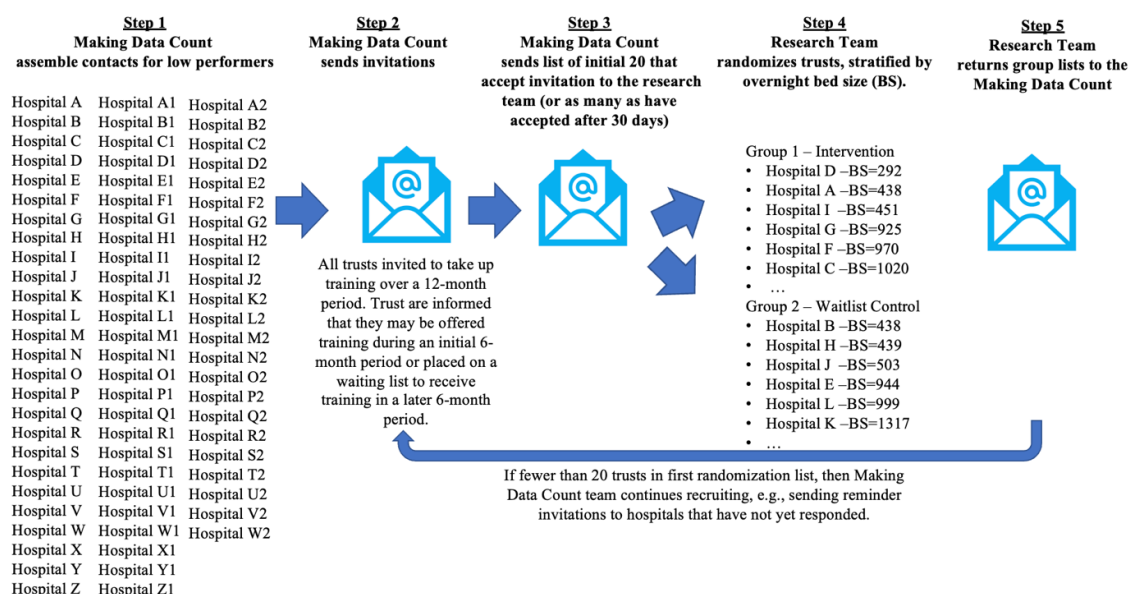 Step 1
Making Data Count
assemble contacts for low performers
Hospital A
Hospital B
Hospital C
Hospital D
Hospital E
Hospital F
Hospital G
Hospital H
Hospital I
Hospital J
Hospital K
Hospital L
Hospital M
Hospital N
Hospital O
Hospital P
Hospital Q
Hospital R
Hospital S
Hospital T
Hospital U
Hospital V
Hospital W
Hospital X
Hospital Y
Hospital Z
Hospital A1
Hospital B1
Hospital C1
Hospital D1
Hospital E1
Hospital F1
Hospital G1
Hospital H1
Hospital I1
Hospital J1
Hospital K1
Hospital L1
Hospital M1
Hospital N1
Hospital O1
Hospital P1
Hospital Q1
Hospital R1
Hospital S1
Hospital T1
Hospital U1
Hospital V1
Hospital W1
Hospital X1
Hospital Y1
Hospital Z1
Hospital A2
Hospital B2
Hospital C2
Hospital D2
Hospital E2
Hospital F2
Hospital G2
Hospital H2
Hospital I2
Hospital J2
Hospital K2
Hospital L2
Hospital M2
Hospital N2
Hospital O2
Hospital P2
Hospital Q2
Hospital R2
Hospital S2
Hospital T2
Hospital U2
Hospital V2
Hospital W2
Step 2
Making Data Count
sends invitations
@
All trusts invited to take up
training over a 12-month
period. Trust are informed
that they may be offered
training during an initial 6-
month period or placed on a
waiting list to receive
training in a later 6-month
period.
Step 3
Making Data Count
sends list of initial 20 that
accept invitation to the research
team (or as many as have
accepted after 30 days)
@
Step 4
Research Team
randomizes trusts, stratified by
overnight bed size (BS).
Group 1 – Intervention
• Hospital D –BS=292
• Hospital A –BS=438
• Hospital I –BS=451
• Hospital G –BS=925
• Hospital F –BS=970
• Hospital C –BS=1020
• …
Group 2 – Waitlist Control
• Hospital B –BS=438
• Hospital H –BS=439
• Hospital J –BS=503
• Hospital E –BS=944
• Hospital L –BS=999
• Hospital K –BS=1317
• …
Step 5
Research Team
returns group lists to the
Making Data Count
@
If fewer than 20 trusts in first randomization list, then Making
Data Count team continues recruiting, e.g., sending reminder
invitations to hospitals that have not yet responded.